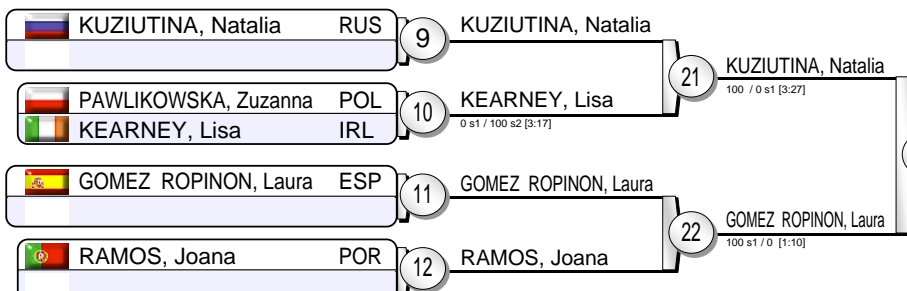 KUZIUTINA, Natalia RUS
9
KUZIUTINA, Natalia
21
KUZIUTINA, Natalia
100 / 0 s1 [3:27]
PAWLIKOWSKA, Zuzanna POL
10
KEARNEY, Lisa
KEARNEY, Lisa IRL
0 s1 / 100 s2 [3:17]
GOMEZ ROPINON, Laura ESP
11
GOMEZ ROPINON, Laura
22
GOMEZ ROPINON, Laura
100 s1 / 0 [1:10]
RAMOS, Joana POR
12
RAMOS, Joana